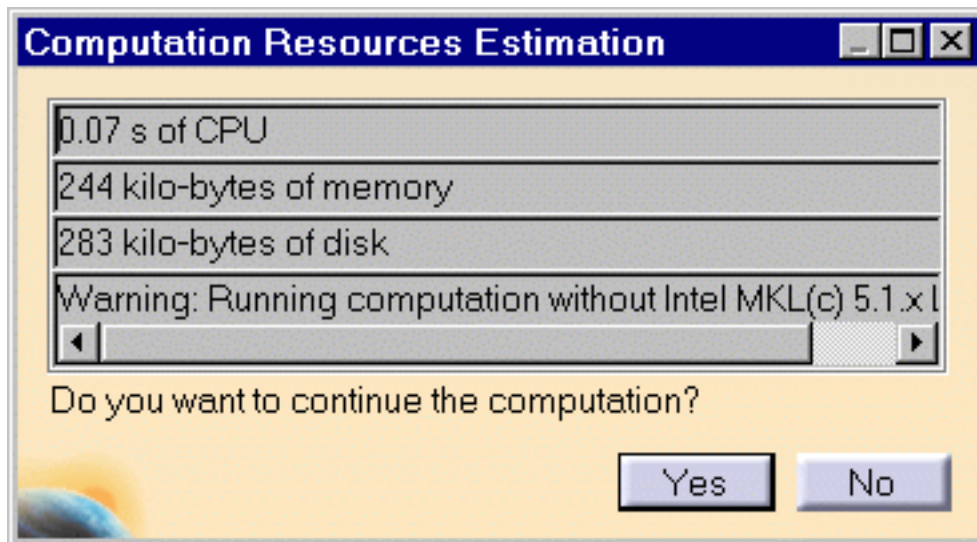 Computation Resources Estimation
0.07 s of CPU
244 kilo-bytes of memory
283 kilo-bytes of disk
Warning: Running computation without Intel MKL(c) 5.1.x
Do you want to continue the computation?
Yes No